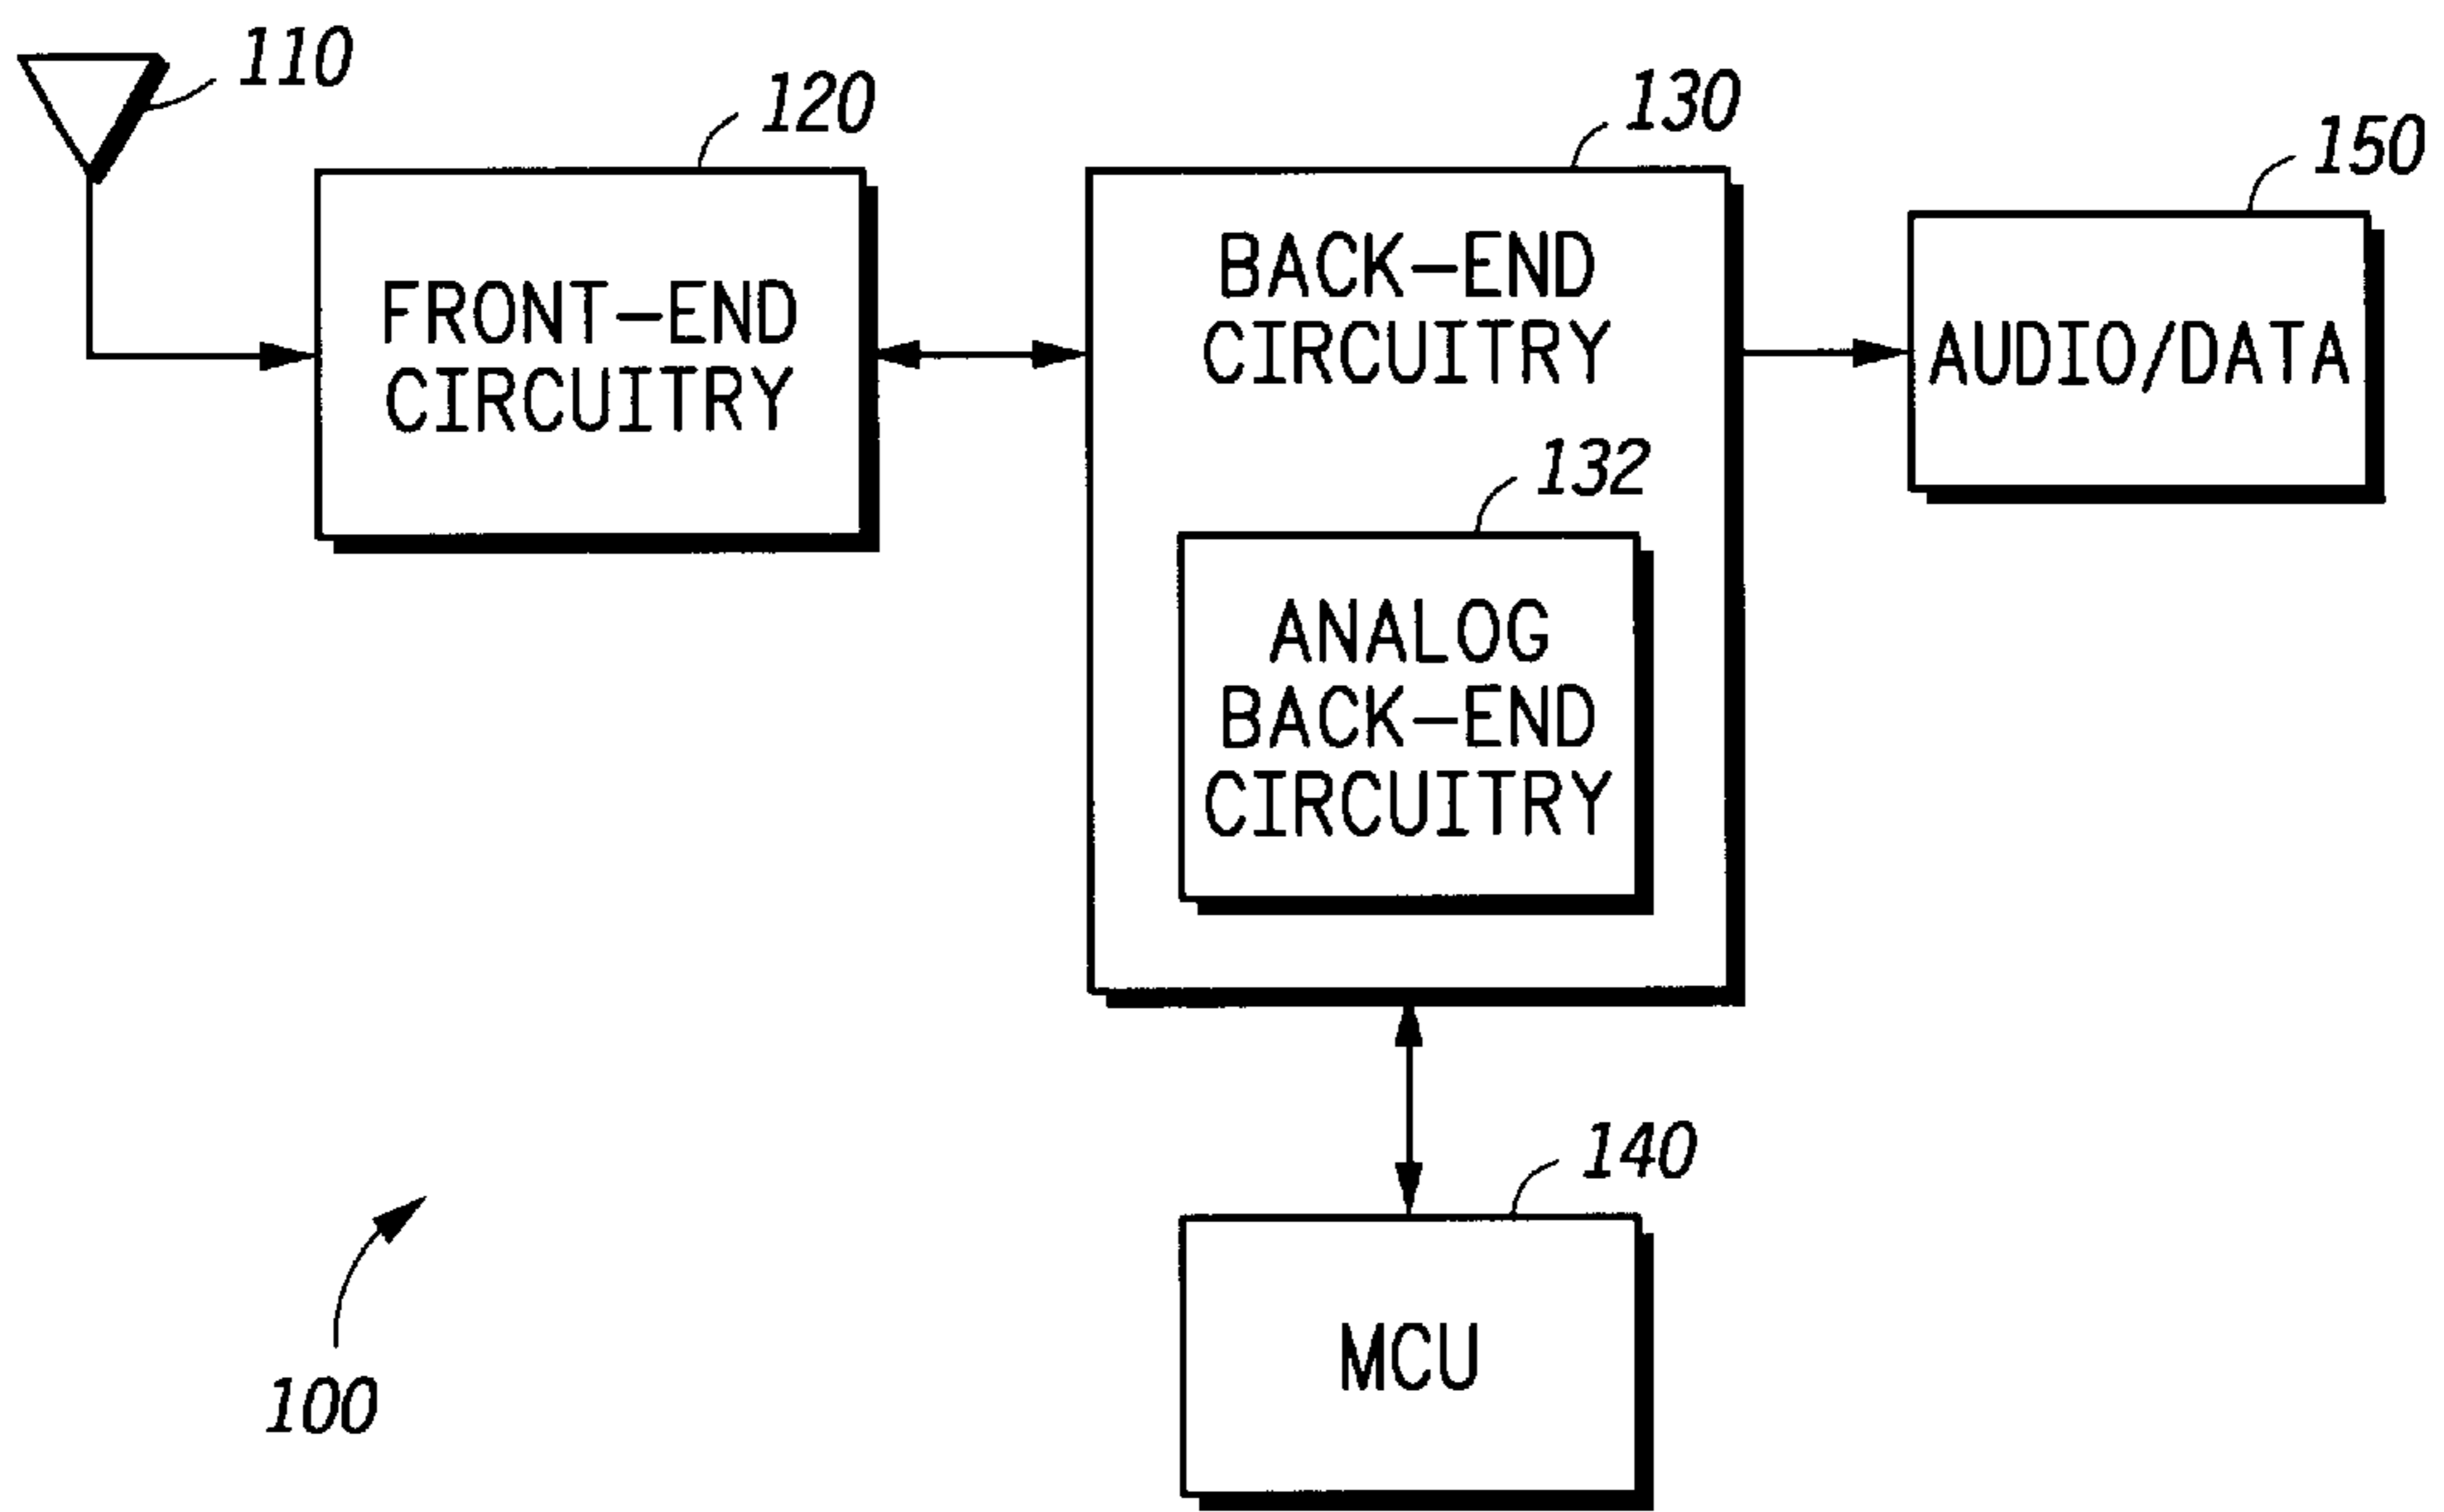 110
120
130
150
FRONT-END
CIRCUITRY
BACK-END
CIRCUITRY
AUDIO/DATA
132
ANALOG
BACK-END
CIRCUITRY
140
MCU
100